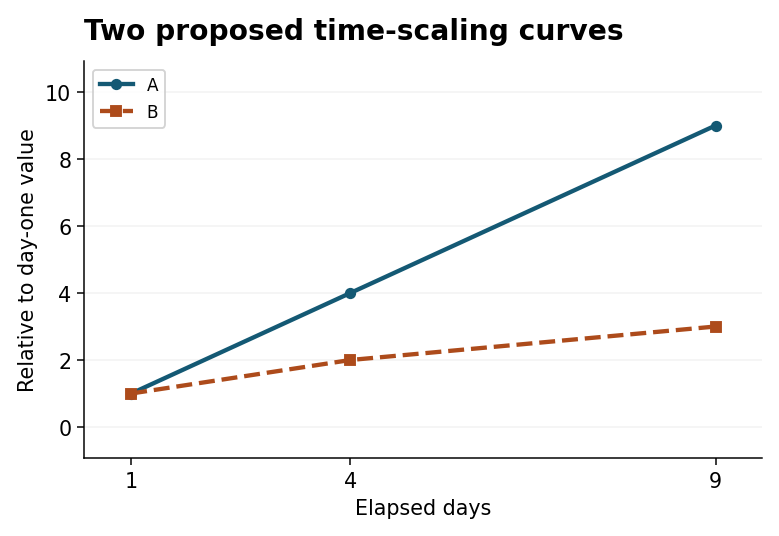 Two proposed time-scaling curves
A
B
Relative to day-one value
10
8
6
4
2
0
1 4 9
Elapsed days